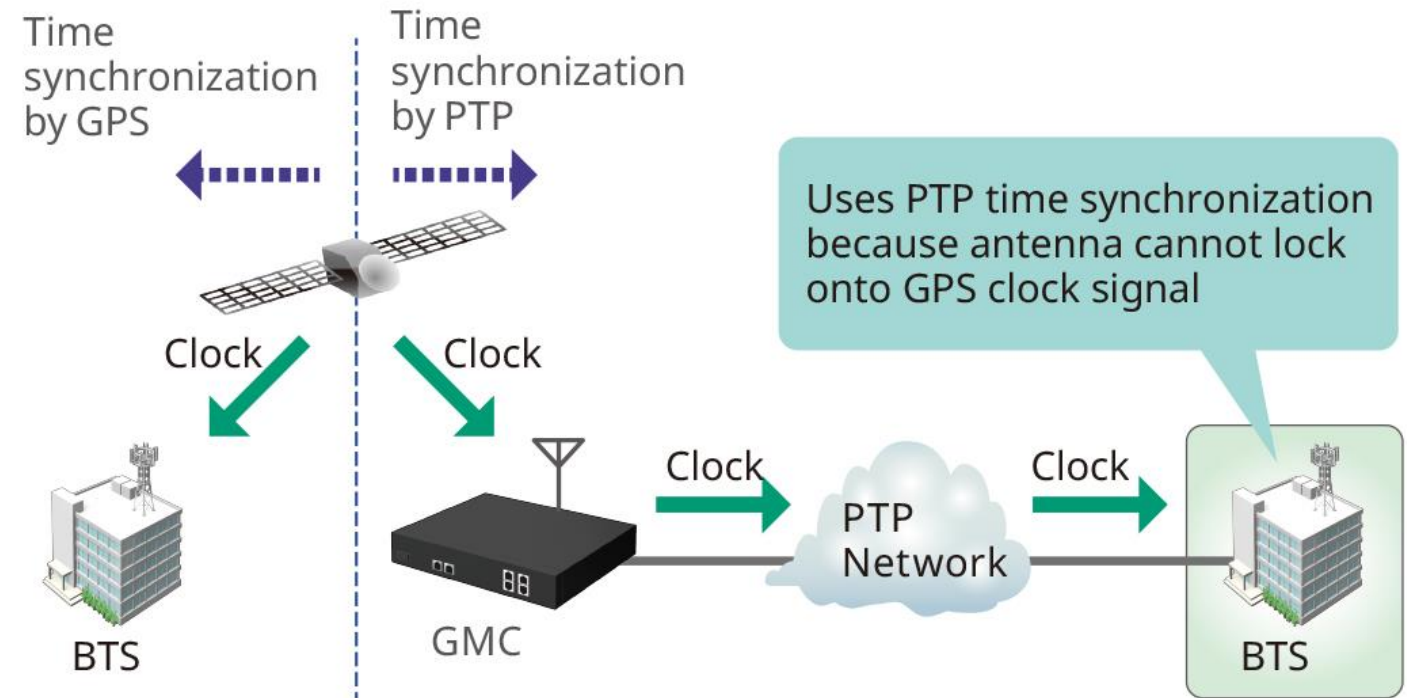 Time
synchronization
by GPS
Time
synchronization
by PTP
Uses PTP time synchronization
because antenna cannot lock
onto GPS clock signal
Clock
Clock
Clock
Clock
PTP
Network
BTS
GMC
BTS